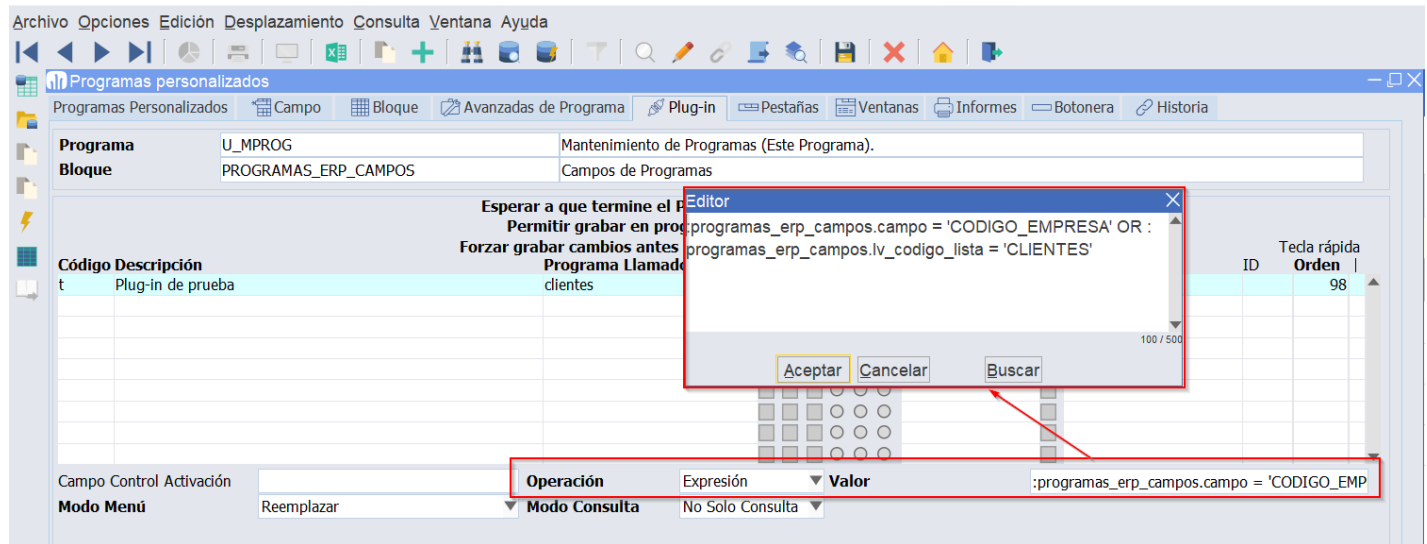 Archivo Opciones Edición Desplazamiento Consulta Ventana Ayuda
Programas personalizados
Programas Personalizados Campo Bloque Avanzadas de Programa Plug-in Pestañas Ventanas Informes Botonera Historia
Programa U_MPROG Mantenimiento de Programas (Este Programa).
Bloque PROGRAMAS_ERP_CAMPOS Campos de Programas
Esperar a que termine el P
Permitir grabar en prog
Forzar grabar cambios antes
Tecla rápida
Código Descripción Programa Llamado ID Orden
t Plug-in de prueba clientes 98
Editor
:programas_erp_campos.campo = 'CODIGO_EMPRESA' OR :
programas_erp_campos.lv_codigo_lista = 'CLIENTES'
100 / 500
Aceptar Cancelar Buscar
Campo Control Activación Operación Expresión Valor :programas_erp_campos.campo = 'CODIGO_EMP
Modo Menú Reemplazar Modo Consulta No Solo Consulta